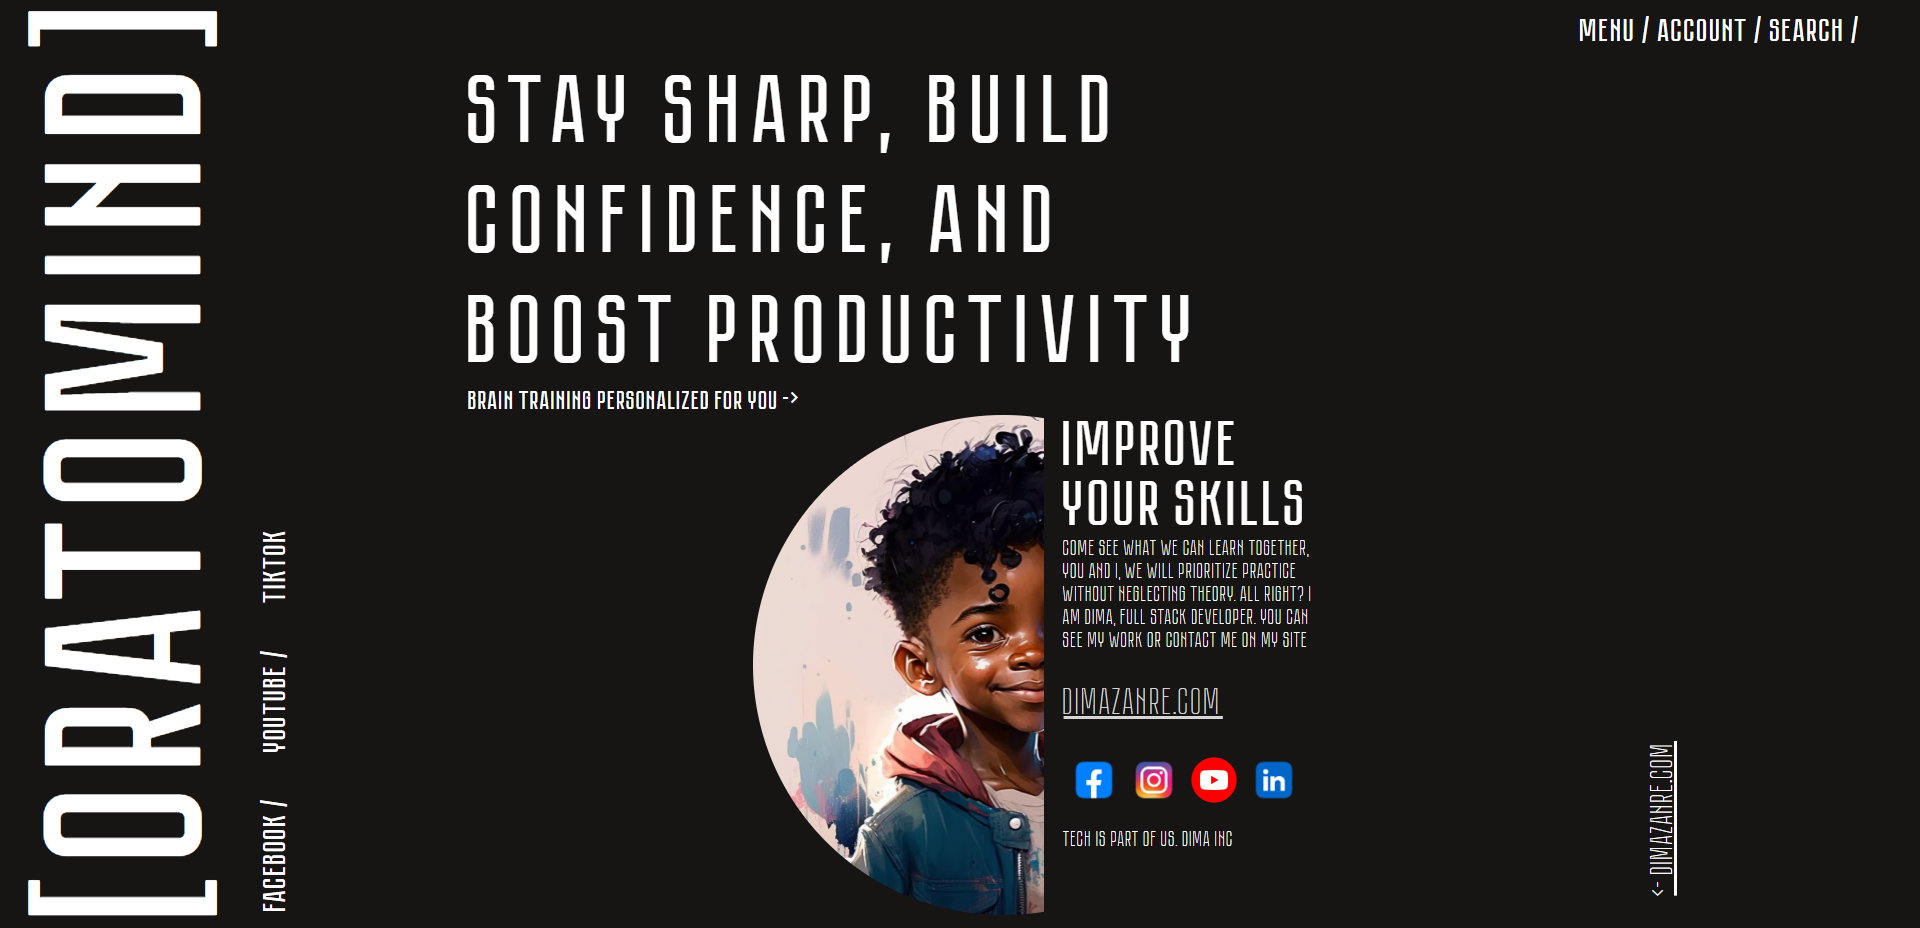 [ORATOMIND]
MENU / ACCOUNT / SEARCH /
STAY SHARP, BUILD
CONFIDENCE, AND
BOOST PRODUCTIVITY
BRAIN TRAINING PERSONALIZED FOR YOU ->
FACEBOOK / YOUTUBE / TIKTOK
IMPROVE
YOUR SKILLS
COME SEE WHAT WE CAN LEARN TOGETHER,
YOU AND I, WE WILL PRIORITIZE PRACTICE
WITHOUT NEGLECTING THEORY. ALL RIGHT? I
AM DIMA, FULL STACK DEVELOPER. YOU CAN
SEE MY WORK OR CONTACT ME ON MY SITE
DIMAZANRE.COM
in
TECH IS PART OF US. DIMA INC
<- DIMAZANRE.COM